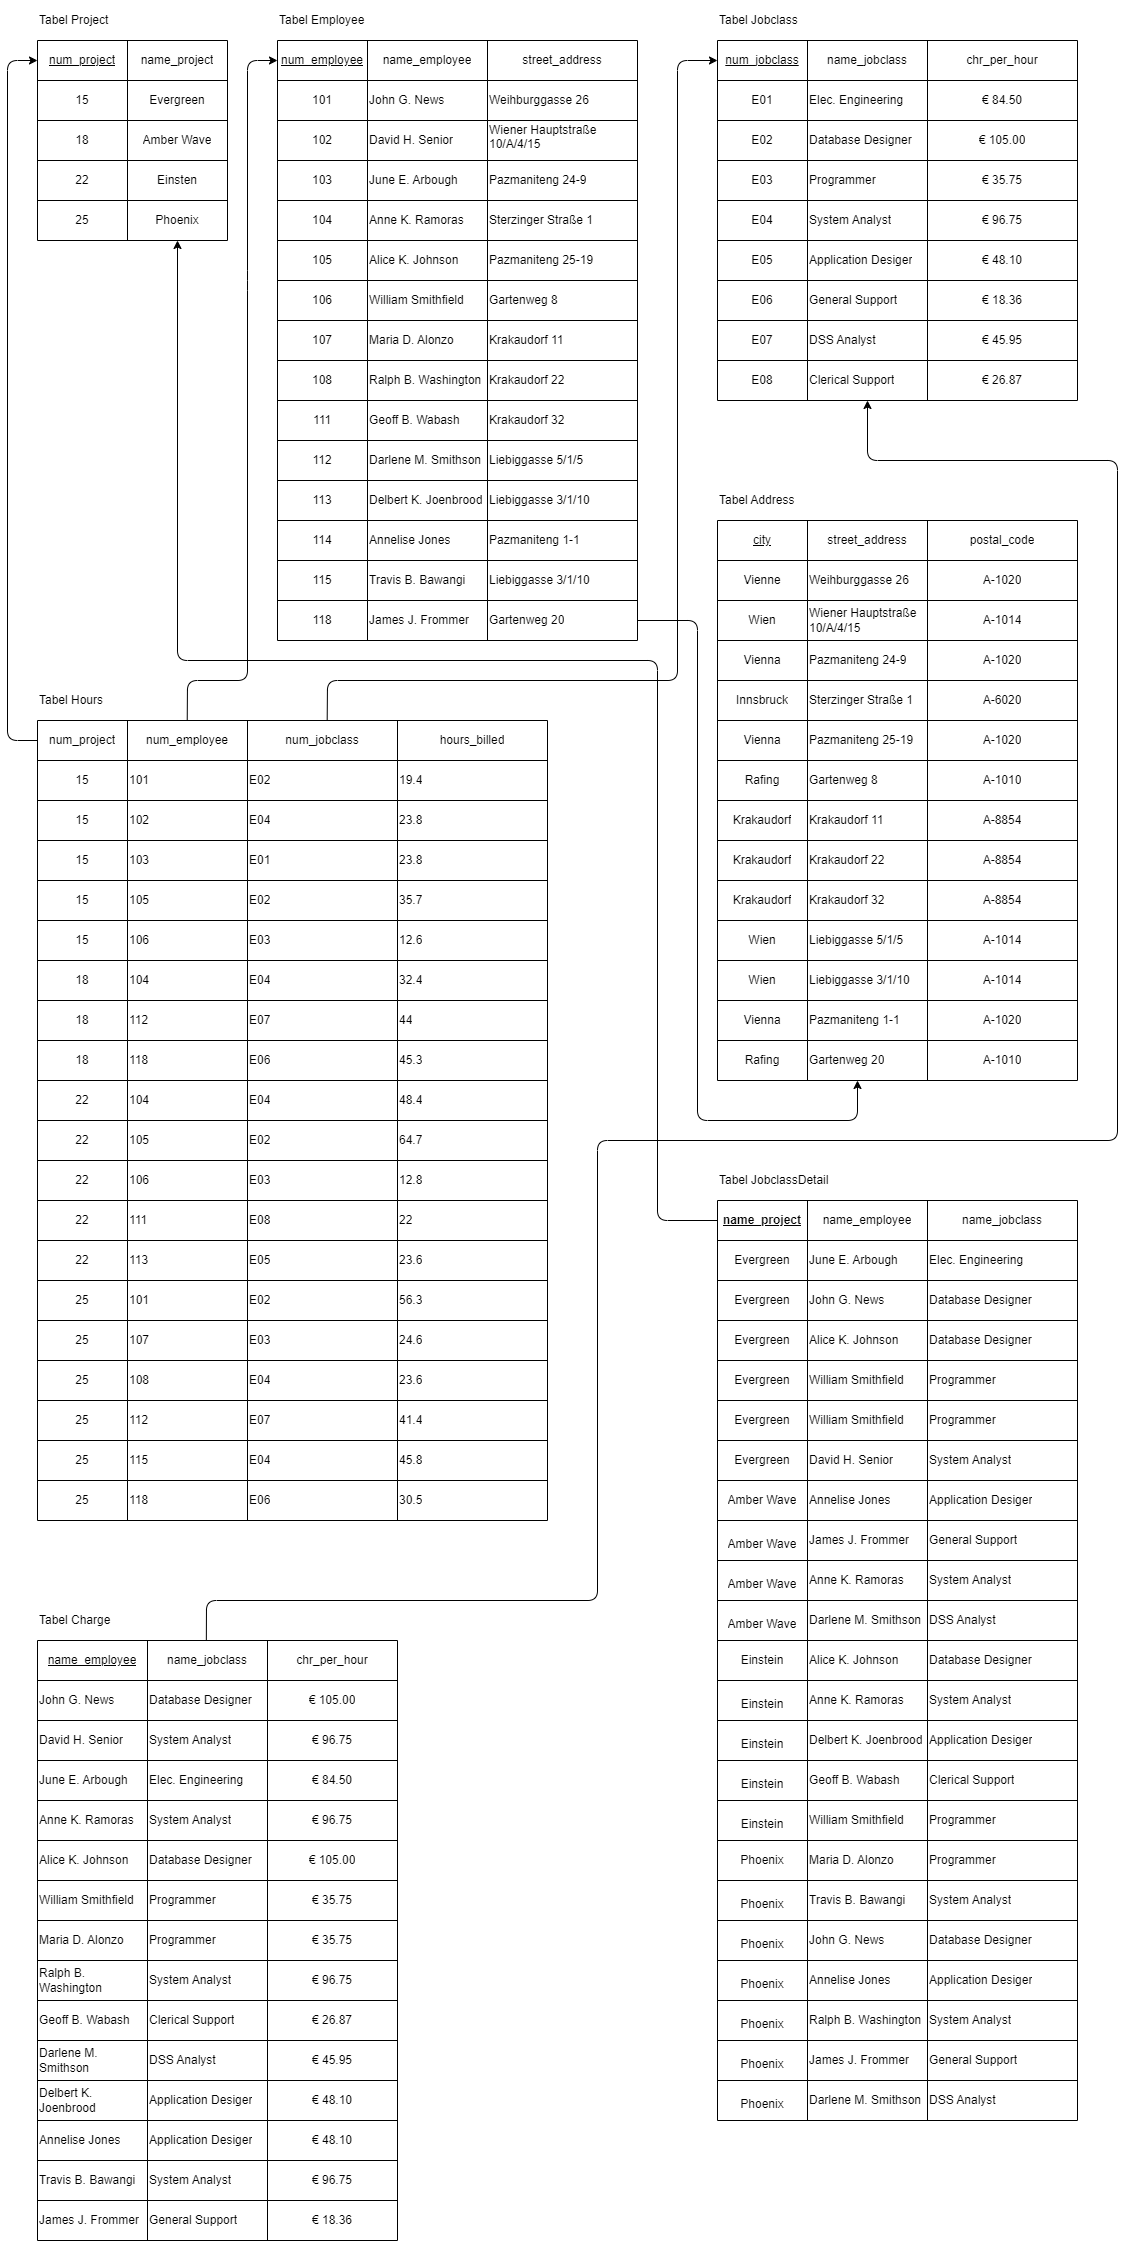 Tabel Project
num_project name_project
15 Evergreen
18 Amber Wave
22 Einsten
25 Phoenix
Tabel Employee
num_employee name_employee street_address
101 John G. News Weihburggasse 26
102 David H. Senior Wiener Hauptstraße
10/A/4/15
103 June E. Arbough Pazmaniteng 24-9
104 Anne K. Ramoras Sterzinger Straße 1
105 Alice K. Johnson Pazmaniteng 25-19
106 William Smithfield Gartenweg 8
107 Maria D. Alonzo Krakaudorf 11
108 Ralph B. Washington Krakaudorf 22
111 Geoff B. Wabash Krakaudorf 32
112 Darlene M. Smithson Liebiggasse 5/1/5
113 Delbert K. Joenbrood Liebiggasse 3/1/10
114 Annelise Jones Pazmaniteng 1-1
115 Travis B. Bawangi Liebiggasse 3/1/10
118 James J. Frommer Gartenweg 20
Tabel Jobclass
num_jobclass name_jobclass chr_per_hour
E01 Elec. Engineering € 84.50
E02 Database Designer € 105.00
E03 Programmer € 35.75
E04 System Analyst € 96.75
E05 Application Desiger € 48.10
E06 General Support € 18.36
E07 DSS Analyst € 45.95
E08 Clerical Support € 26.87
Tabel Address
city street_address postal_code
Vienne Weihburggasse 26 A-1020
Wien Wiener Hauptstraße A-1014
10/A/4/15
Vienna Pazmaniteng 24-9 A-1020
Innsbruck Sterzinger Straße 1 A-6020
Vienna Pazmaniteng 25-19 A-1020
Rafing Gartenweg 8 A-1010
Krakaudorf Krakaudorf 11 A-8854
Krakaudorf Krakaudorf 22 A-8854
Krakaudorf Krakaudorf 32 A-8854
Wien Liebiggasse 5/1/5 A-1014
Wien Liebiggasse 3/1/10 A-1014
Vienna Pazmaniteng 1-1 A-1020
Rafing Gartenweg 20 A-1010
Tabel Hours
num_project num_employee num_jobclass hours_billed
15 101 E02 19.4
15 102 E04 23.8
15 103 E01 23.8
15 105 E02 35.7
15 106 E03 12.6
18 104 E04 32.4
18 112 E07 44
18 118 E06 45.3
22 104 E04 48.4
22 105 E02 64.7
22 106 E03 12.8
22 111 E08 22
22 113 E05 23.6
25 101 E02 56.3
25 107 E03 24.6
25 108 E04 23.6
25 112 E07 41.4
25 115 E04 45.8
25 118 E06 30.5
Tabel JobclassDetail
name_project name_employee name_jobclass
Evergreen June E. Arbough Elec. Engineering
Evergreen John G. News Database Designer
Evergreen Alice K. Johnson Database Designer
Evergreen William Smithfield Programmer
Evergreen William Smithfield Programmer
Evergreen David H. Senior System Analyst
Amber Wave Annelise Jones Application Desiger
Amber Wave James J. Frommer General Support
Amber Wave Anne K. Ramoras System Analyst
Amber Wave Darlene M. Smithson DSS Analyst
Einstein Alice K. Johnson Database Designer
Einstein Anne K. Ramoras System Analyst
Einstein Delbert K. Joenbrood Application Desiger
Einstein Geoff B. Wabash Clerical Support
Einstein William Smithfield Programmer
Phoenix Maria D. Alonzo Programmer
Phoenix Travis B. Bawangi System Analyst
Phoenix John G. News Database Designer
Phoenix Annelise Jones Application Desiger
Phoenix Ralph B. Washington System Analyst
Phoenix James J. Frommer General Support
Phoenix Darlene M. Smithson DSS Analyst
Tabel Charge
name_employee name_jobclass chr_per_hour
John G. News Database Designer € 105.00
David H. Senior System Analyst € 96.75
June E. Arbough Elec. Engineering € 84.50
Anne K. Ramoras System Analyst € 96.75
Alice K. Johnson Database Designer € 105.00
William Smithfield Programmer € 35.75
Maria D. Alonzo Programmer € 35.75
Ralph B. System Analyst € 96.75
Washington
Geoff B. Wabash Clerical Support € 26.87
Darlene M. DSS Analyst € 45.95
Smithson
Delbert K. Application Desiger € 48.10
Joenbrood
Annelise Jones Application Desiger € 48.10
Travis B. Bawangi System Analyst € 96.75
James J. Frommer General Support € 18.36